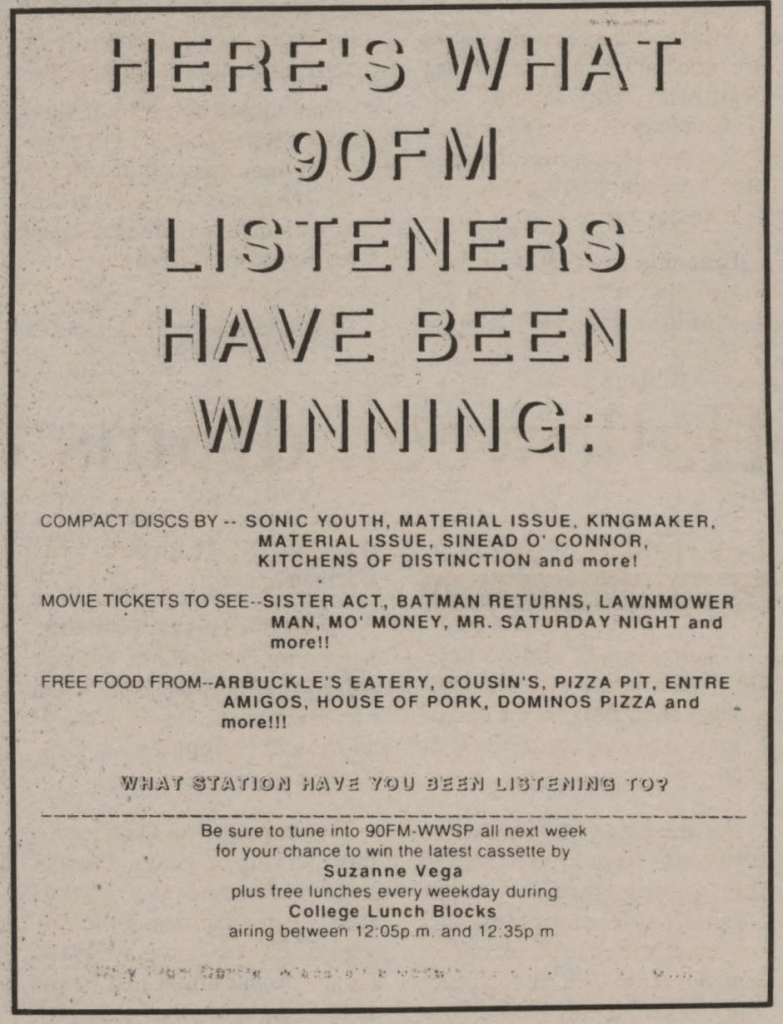 HERE'S WHAT
90FM
LISTENERS
HAVE BEEN
WINNING:
COMPACT DISCS BY -- SONIC YOUTH, MATERIAL ISSUE, KINGMAKER,
MATERIAL ISSUE, SINEAD O' CONNOR,
KITCHENS OF DISTINCTION and more!
MOVIE TICKETS TO SEE--SISTER ACT, BATMAN RETURNS, LAWNMOWER
MAN, MO' MONEY, MR. SATURDAY NIGHT and
more!!
FREE FOOD FROM--ARBUCKLE'S EATERY, COUSIN'S, PIZZA PIT, ENTRE
AMIGOS, HOUSE OF PORK, DOMINOS PIZZA and
more!!!
WHAT STATION HAVE YOU BEEN LISTENING TO?
Be sure to tune into 90FM-WWSP all next week
for your chance to win the latest cassette by
Suzanne Vega
plus free lunches every weekday during
College Lunch Blocks
airing between 12:05p.m. and 12:35p m